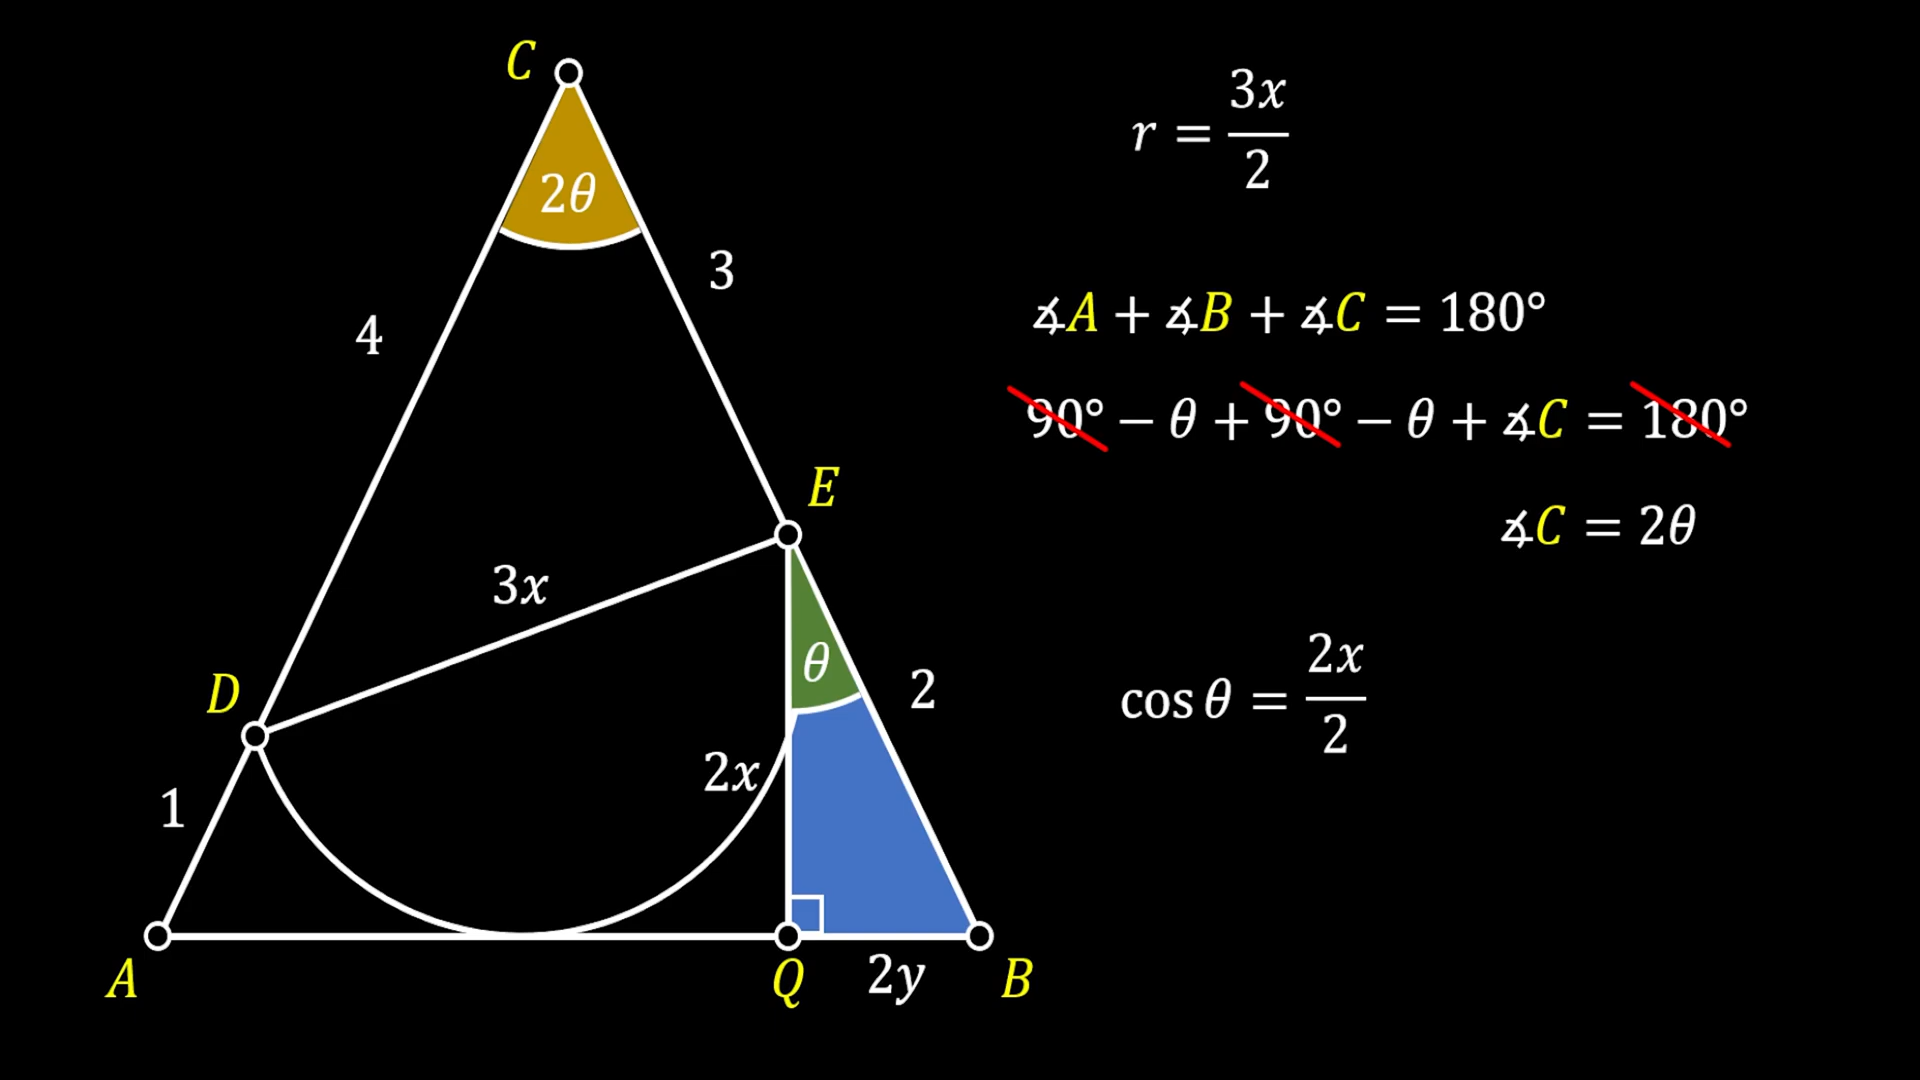 C
2θ
3
4
E
3x
D
θ
2
2x
1
A
Q
2y
B
r = 3x/2
∡A + ∡B + ∡C = 180°
90° − θ + 90° − θ + ∡C = 180°
∡C = 2θ
cos θ = 2x/2